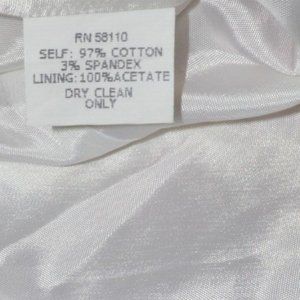 RN 58110
SELF: 97% COTTON
3% SPANDEX
LINING: 100% ACETATE
DRY CLEAN
ONLY